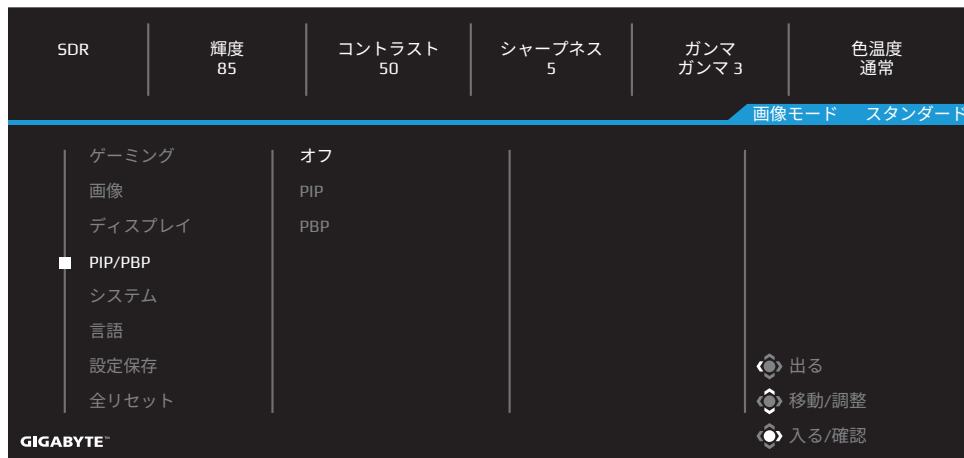 SDR
輝度
85
コントラスト
50
シャープネス
5
ガンマ
ガンマ 3
色温度
通常
画像モード スタンダード
ゲーミング
画像
ディスプレイ
PIP/PBP
システム
言語
設定保存
全リセット
オフ
PIP
PBP
出る
移動/調整
入る/確認
GIGABYTE™